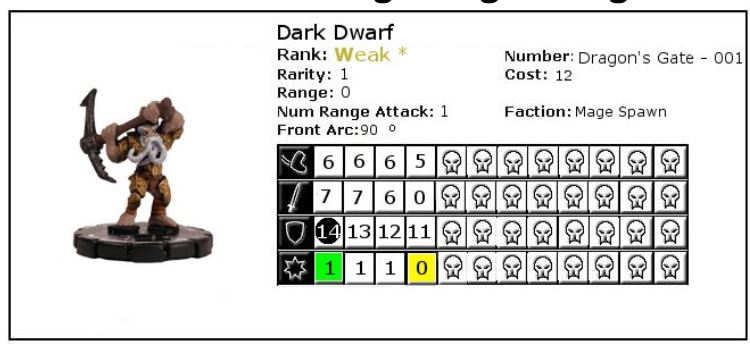 Dark Dwarf
Rank: Weak *
Number: Dragon's Gate - 001
Rarity: 1
Cost: 12
Range: 0
Num Range Attack: 1
Faction: Mage Spawn
Front Arc:90 º
6 6 6 5
7 7 6 0
14 13 12 11
1 1 1 0